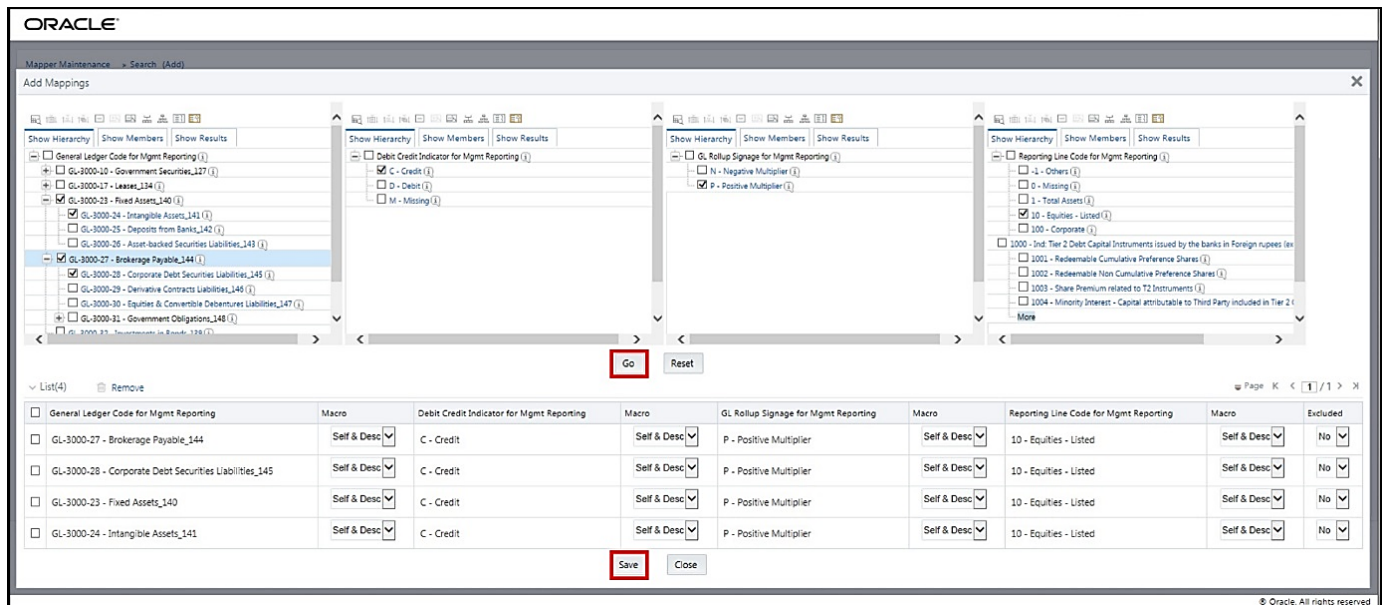 ORACLE
Mapper Maintenance » Search (Add)
Add Mappings
Show Hierarchy Show Members Show Results
General Ledger Code for Mgmt Reporting
GL-3000-10 - Government Securities_127
GL-3000-17 - Leases_134
GL-3000-23 - Fixed Assets_140
GL-3000-24 - Intangible Assets_141
GL-3000-25 - Deposits from Banks_142
GL-3000-26 - Asset-backed Securities Liabilities_143
GL-3000-27 - Brokerage Payable_144
GL-3000-28 - Corporate Debt Securities Liabilities_145
GL-3000-29 - Derivative Contracts Liabilities_146
GL-3000-30 - Equities & Convertible Debentures Liabilities_147
GL-3000-31 - Government Obligations_148
GL-3000-32 - Investments in Bonds_139
Show Hierarchy Show Members Show Results
Debit Credit Indicator for Mgmt Reporting
C - Credit
D - Debit
M - Missing
Show Hierarchy Show Members Show Results
GL Rollup Signage for Mgmt Reporting
N - Negative Multiplier
P - Positive Multiplier
Show Hierarchy Show Members Show Results
Reporting Line Code for Mgmt Reporting
-1 - Others
0 - Missing
1 - Total Assets
10 - Equities - Listed
100 - Corporate
1000 - Ind: Tier 2 Debt Capital Instruments issued by the banks in Foreign rupees (ex
1001 - Redeemable Cumulative Preference Shares
1002 - Redeemable Non Cumulative Preference Shares
1003 - Share Premium related to T2 Instruments
1004 - Minority Interest - Capital attributable to Third Party included in Tier 2 (
More
Go Reset
List(4) Remove Page 1 / 1
General Ledger Code for Mgmt Reporting Macro Debit Credit Indicator for Mgmt Reporting Macro GL Rollup Signage for Mgmt Reporting Macro Reporting Line Code for Mgmt Reporting Macro Excluded
GL-3000-27 - Brokerage Payable_144 Self & Desc C - Credit Self & Desc P - Positive Multiplier Self & Desc 10 - Equities - Listed Self & Desc No
GL-3000-28 - Corporate Debt Securities Liabilities_145 Self & Desc C - Credit Self & Desc P - Positive Multiplier Self & Desc 10 - Equities - Listed Self & Desc No
GL-3000-23 - Fixed Assets_140 Self & Desc C - Credit Self & Desc P - Positive Multiplier Self & Desc 10 - Equities - Listed Self & Desc No
GL-3000-24 - Intangible Assets_141 Self & Desc C - Credit Self & Desc P - Positive Multiplier Self & Desc 10 - Equities - Listed Self & Desc No
Save Close
© Oracle. All rights reserved